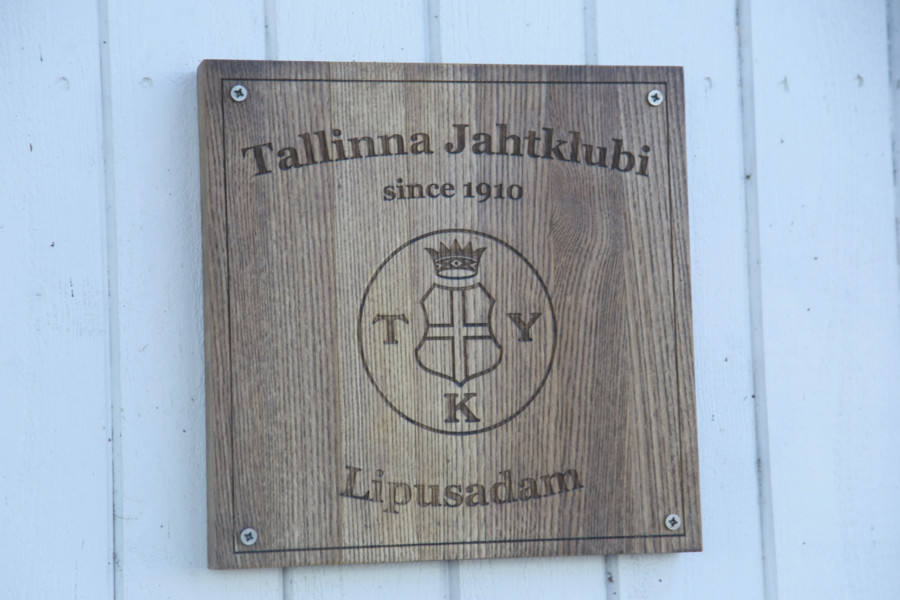 Tallinna Jahtklubi
since 1910
T Y
K
Lipusadam